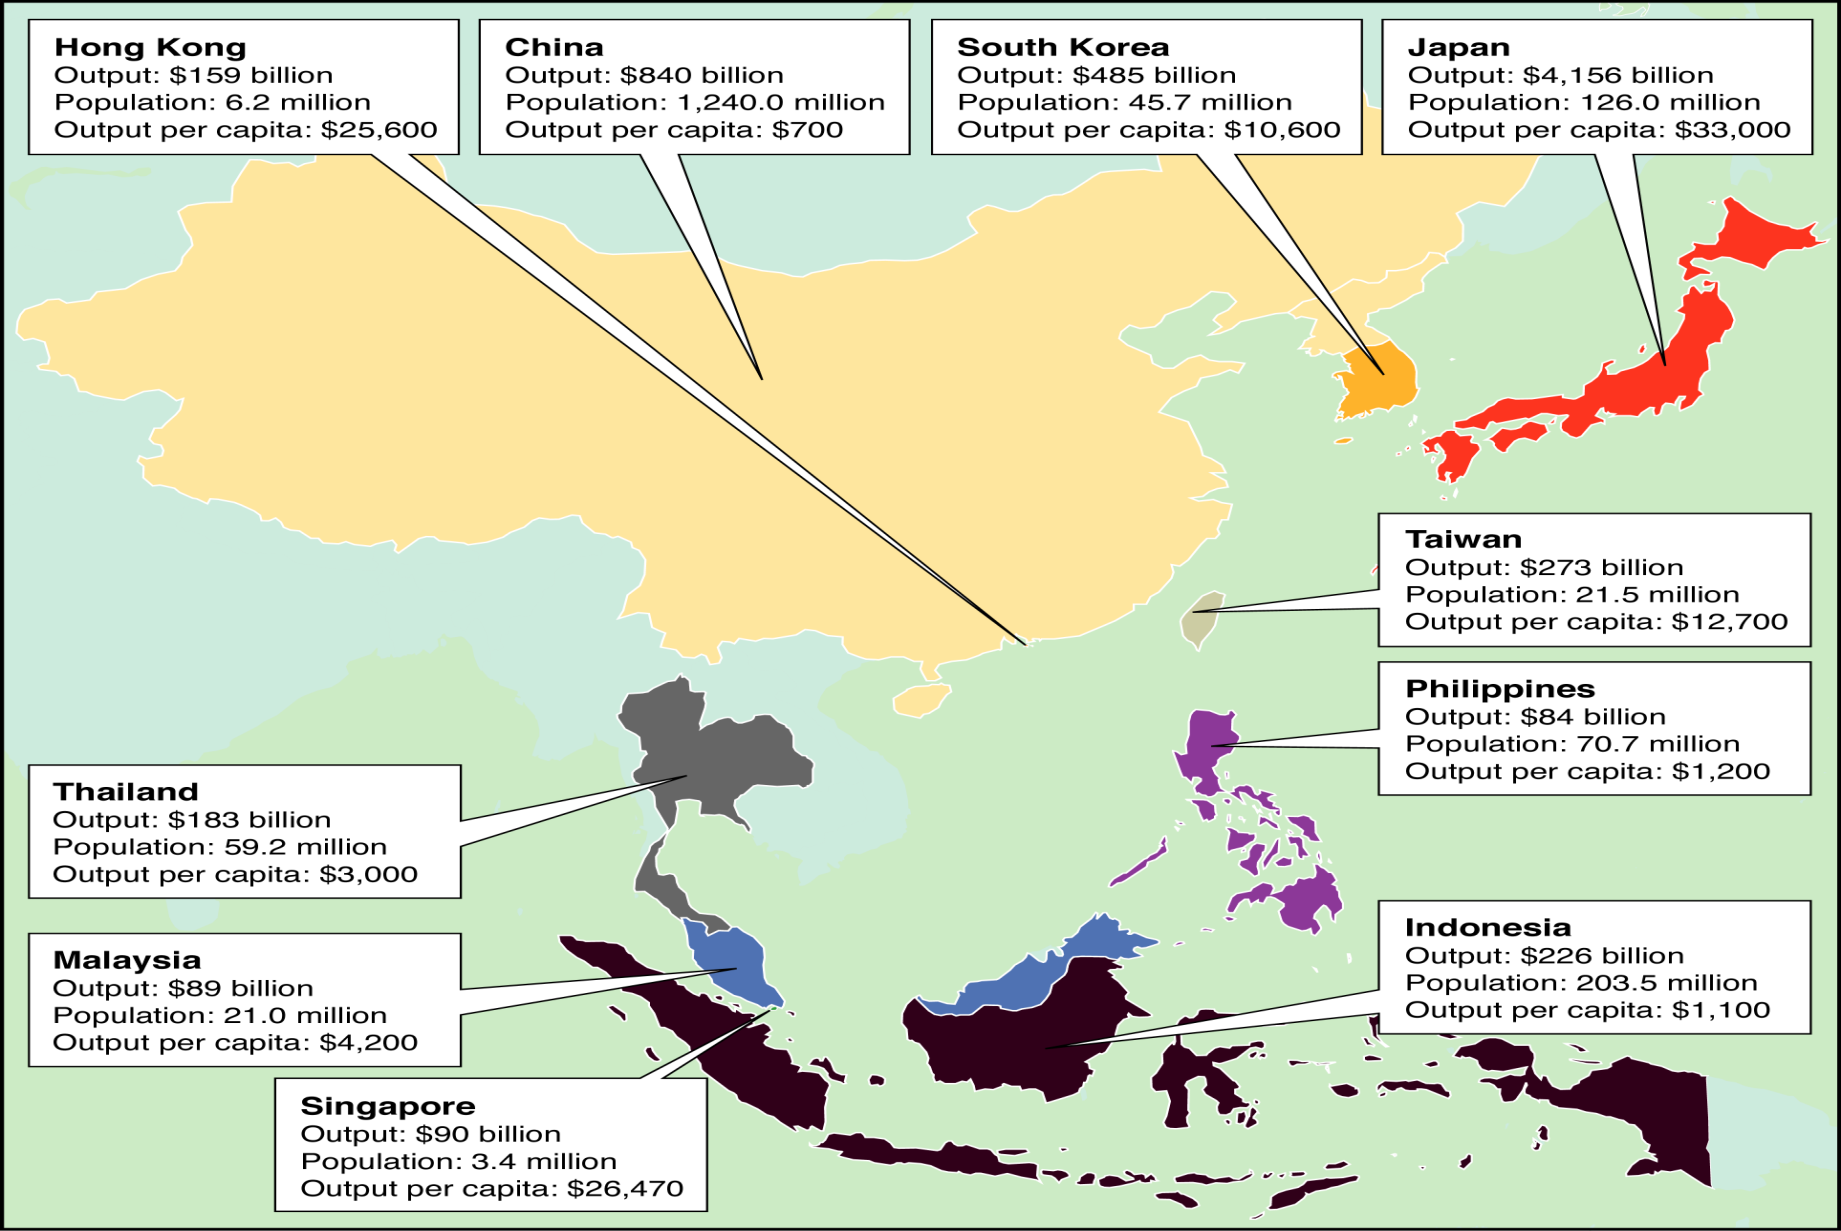 Hong Kong
Output: $159 billion
Population: 6.2 million
Output per capita: $25,600
China
Output: $840 billion
Population: 1,240.0 million
Output per capita: $700
South Korea
Output: $485 billion
Population: 45.7 million
Output per capita: $10,600
Japan
Output: $4,156 billion
Population: 126.0 million
Output per capita: $33,000
Taiwan
Output: $273 billion
Population: 21.5 million
Output per capita: $12,700
Philippines
Output: $84 billion
Population: 70.7 million
Output per capita: $1,200
Thailand
Output: $183 billion
Population: 59.2 million
Output per capita: $3,000
Indonesia
Output: $226 billion
Population: 203.5 million
Output per capita: $1,100
Malaysia
Output: $89 billion
Population: 21.0 million
Output per capita: $4,200
Singapore
Output: $90 billion
Population: 3.4 million
Output per capita: $26,470